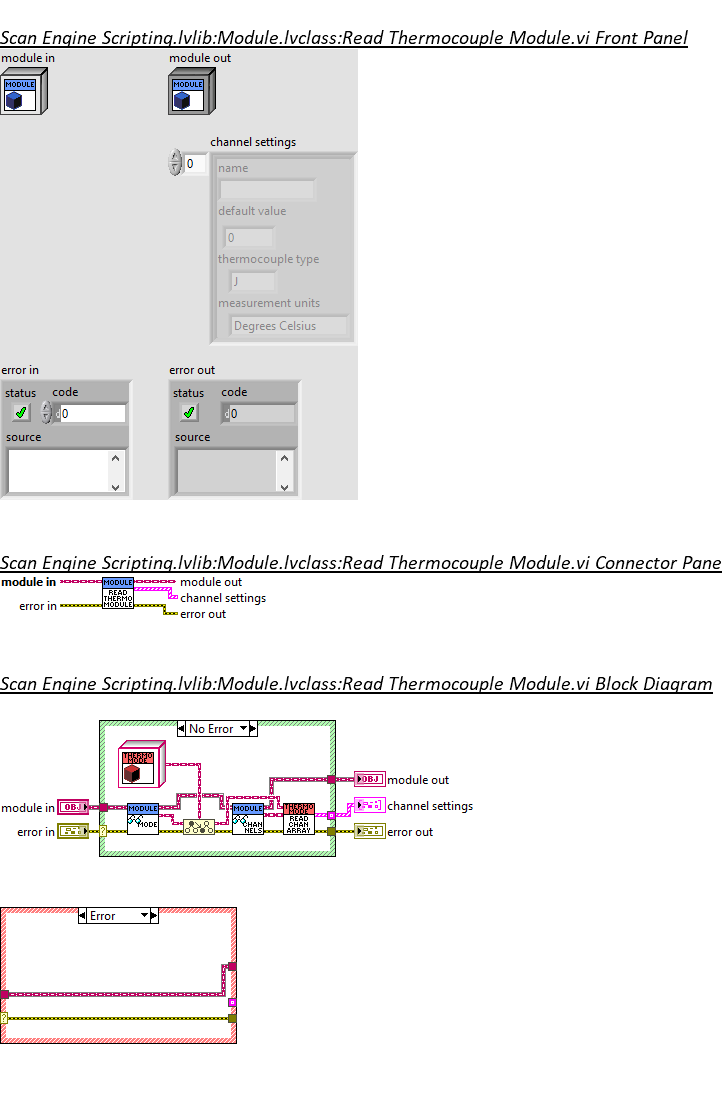 Scan Engine Scripting.lvlib:Module.lvclass:Read Thermocouple Module.vi Front Panel
module in
module out
MODULE
MODULE
channel settings
0
name
default value
0
thermocouple type
J
measurement units
Degrees Celsius
error in
error out
status
code
status
code
d0
d0
source
source
Scan Engine Scripting.lvlib:Module.lvclass:Read Thermocouple Module.vi Connector Pane
module in
MODULE
READ
THERMO
MODULE
module out
channel settings
error in
error out
Scan Engine Scripting.lvlib:Module.lvclass:Read Thermocouple Module.vi Block Diagram
No Error
THERMO
MODE
OBJ
module out
module in
OBJ
MODULE
MODE
MODULE
CHAN
NELS
THERMO
MODE
READ
CHAN
ARRAY
channel settings
error in
?
error out
Error
?